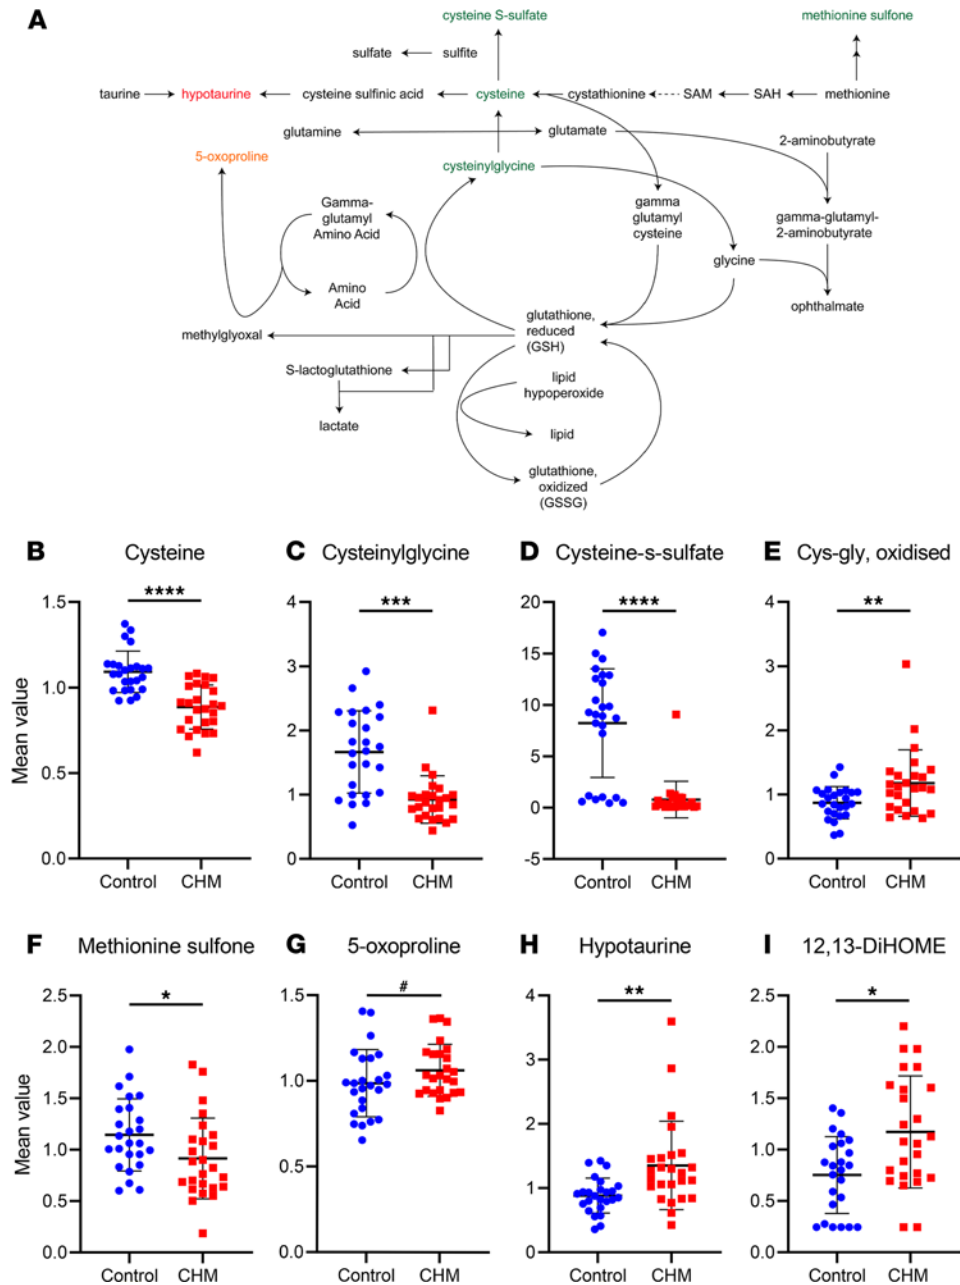 A
cysteine S-sulfate
methionine sulfone
sulfate
sulfite
taurine
hypotaurine
cysteine sulfinic acid
cysteine
cystathionine
SAM
SAH
methionine
glutamine
glutamate
2-aminobutyrate
5-oxoproline
cysteinylglycine
Gamma-
glutamyl
Amino Acid
gamma
glutamyl
cysteine
gamma-glutamyl-
2-aminobutyrate
glycine
Amino
Acid
ophthalmate
glutathione,
reduced
(GSH)
methylglyoxal
S-lactoglutathione
lipid
hypoperoxide
lactate
lipid
glutathione,
oxidized
(GSSG)
B Cysteine
****
Mean value
1.5
1.0
0.5
0.0
Control CHM
C Cysteinylglycine
***
4
3
2
1
0
Control CHM
D Cysteine-s-sulfate
****
20
15
10
5
0
-5
Control CHM
E Cys-gly, oxidised
**
4
3
2
1
0
Control CHM
F Methionine sulfone
*
Mean value
2.5
2.0
1.5
1.0
0.5
0.0
Control CHM
G 5-oxoproline
#
1.5
1.0
0.5
0.0
Control CHM
H Hypotaurine
**
4
3
2
1
0
Control CHM
I 12,13-DiHOME
*
2.5
2.0
1.5
1.0
0.5
0.0
Control CHM